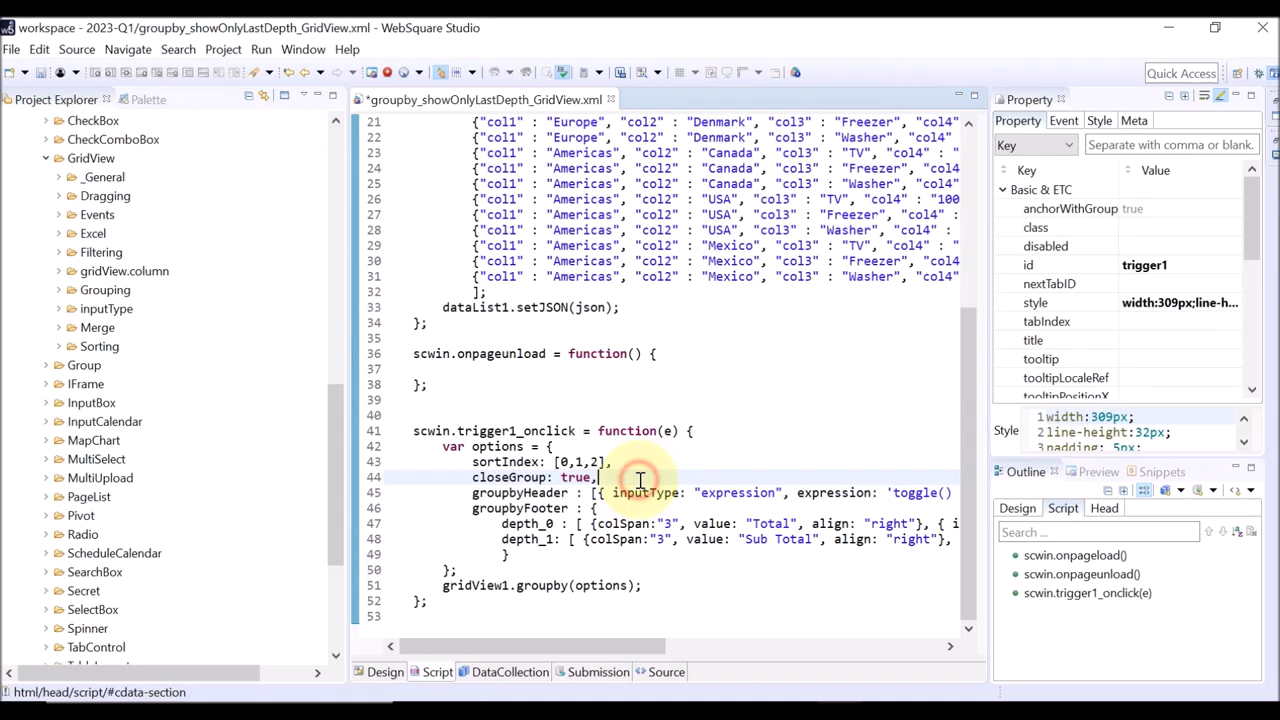 workspace - 2023-Q1/groupby_showOnlyLastDepth_GridView.xml - WebSquare Studio
File Edit Source Navigate Search Project Run Window Help
Quick Access
Project Explorer
Palette
CheckBox
CheckComboBox
GridView
_General
Dragging
Events
Excel
Filtering
gridView.column
Grouping
inputType
Merge
Sorting
Group
IFrame
InputBox
InputCalendar
MapChart
MultiSelect
MultiUpload
PageList
Pivot
Radio
ScheduleCalendar
SearchBox
Secret
SelectBox
Spinner
TabControl
*groupby_showOnlyLastDepth_GridView.xml
21 {"col1" : "Europe", "col2" : "Denmark", "col3" : "Freezer", "col4"
22 {"col1" : "Europe", "col2" : "Denmark", "col3" : "Washer", "col4"
23 {"col1" : "Americas", "col2" : "Canada", "col3" : "TV", "col4" : "
24 {"col1" : "Americas", "col2" : "Canada", "col3" : "Freezer", "col4
25 {"col1" : "Americas", "col2" : "Canada", "col3" : "Washer", "col4"
26 {"col1" : "Americas", "col2" : "USA", "col3" : "TV", "col4" : "100
27 {"col1" : "Americas", "col2" : "USA", "col3" : "Freezer", "col4" :
28 {"col1" : "Americas", "col2" : "USA", "col3" : "Washer", "col4" :
29 {"col1" : "Americas", "col2" : "Mexico", "col3" : "TV", "col4" : "
30 {"col1" : "Americas", "col2" : "Mexico", "col3" : "Freezer", "col4
31 {"col1" : "Americas", "col2" : "Mexico", "col3" : "Washer", "col4"
32 ];
33 dataList1.setJSON(json);
34 };
35
36 scwin.onpageunload = function() {
37
38 };
39
40
41 scwin.trigger1_onclick = function(e) {
42 var options = {
43 sortIndex: [0,1,2],
44 closeGroup: true,
45 groupbyHeader : [{ inputType: "expression", expression: 'toggle()
46 groupbyFooter : {
47 depth_0 : [ {colSpan:"3", value: "Total", align: "right"}, { i
48 depth_1: [ {colSpan:"3", value: "Sub Total", align: "right"},
49 }
50 };
51 gridView1.groupby(options);
52 };
53
Design Script DataCollection Submission Source
html/head/script/#cdata-section
Property
Property Event Style Meta
Key Separate with comma or blank.
Key Value
Basic & ETC
anchorWithGroup true
class
disabled
id trigger1
nextTabID
style width:309px;line-h...
tabIndex
title
tooltip
tooltipLocaleRef
tooltipPositionX
Style
1 width:309px;
2 line-height:32px;
3 padding: 5px;
Outline Preview Snippets
Design Script Head
Search ...
scwin.onpageload()
scwin.onpageunload()
scwin.trigger1_onclick(e)